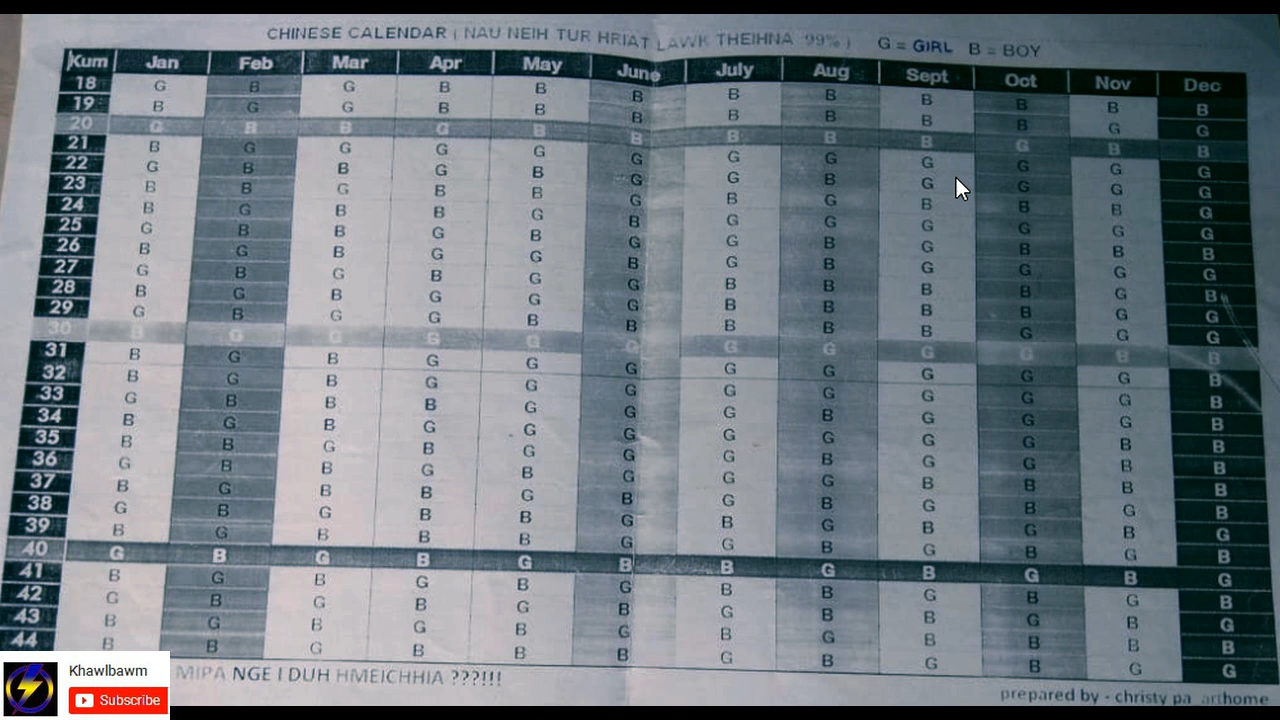 CHINESE CALENDAR ( NAU NEIH TUR HRIAT LAWK THEIHNA 99% ) G = GIRL B = BOY
Kum Jan Feb Mar Apr May June July Aug Sept Oct Nov Dec
18 G B G B B B B B B B B B
19 B G G B B B B B B B G G
20 G B B G B B B B B G B B
21 B G G G G G G G G G G G
22 G B B G B G G B G G G G
23 B B G B B G B G B B B G
24 B G B B G B G G G B G G
25 G B B G B G G B G B B B
26 B G B G G B G B G B B G
27 G B G B G G B B G B G B
28 B G B G G G B B B B G G
29 G B G G B B B B B G G G
30 B G G G G G G G G G B B
31 B G B G G G G G G G G B
32 B G B G G G G G G G G B
33 G B B B G G G B G G G B
34 B G B G G G G G G G B B
35 B B G B G G G B G G B B
36 G B B G B G G G B B B B
37 B G B B G B G B G G G B
38 G B G B B G B G B B B G
39 B G B B B G G B G B G B
40 G B G B G B B G B G B G
41 B G B G B G B B G B G B
42 G B G B G B G B G G B G
43 B G B G B G B G B B B B
44 B B G B B B G B G B G G
MIPA NGE I DUH HMEICHHIA ???!!!
prepared by - christy pa_arthome
Khawlbawm
Subscribe